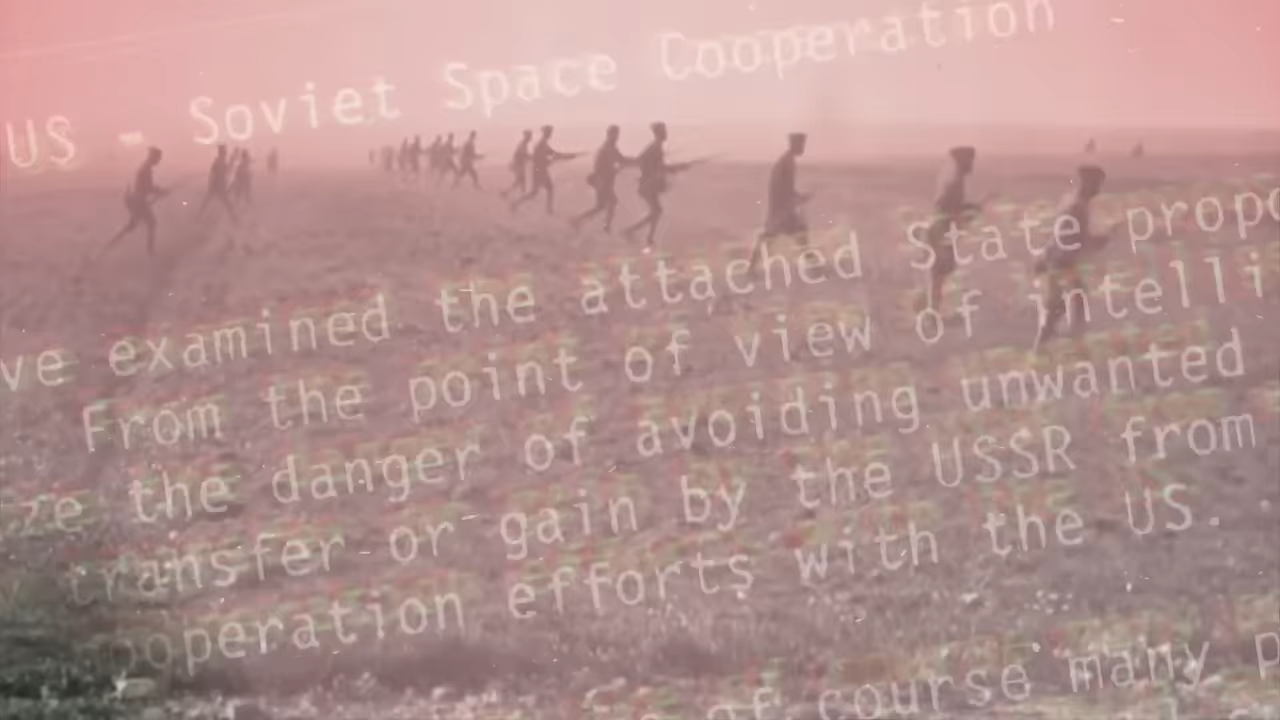 US - Soviet Space Cooperation
ve examined the attached State propo
From the point of view of intelli
ze the danger of avoiding unwanted
transfer or gain by the USSR from
cooperation efforts with the US.
of course many p